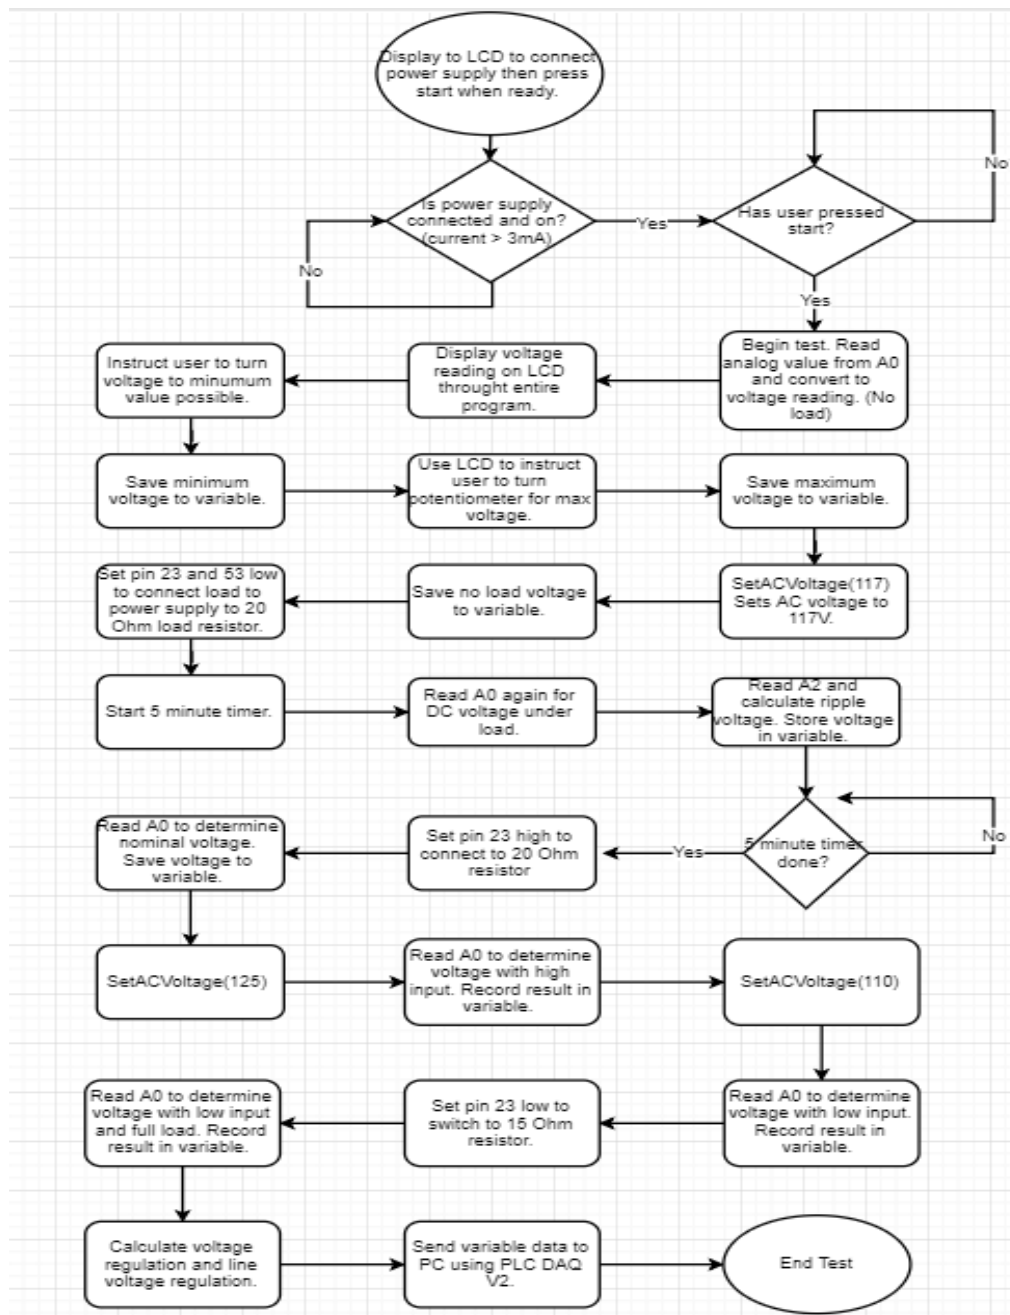 Display to LCD to connect
power supply then press
start when ready.
Is power supply
connected and on?
(current > 3mA)
Yes
No
Has user pressed
start?
No
Yes
Begin test. Read
analog value from A0
and convert to
voltage reading. (No
load)
Display voltage
reading on LCD
throught entire
program.
Instruct user to turn
voltage to minumum
value possible.
Save minimum
voltage to variable.
Use LCD to instruct
user to turn
potentiometer for max
voltage.
Save maximum
voltage to variable.
SetACVoltage(117)
Sets AC voltage to
117V.
Save no load voltage
to variable.
Set pin 23 and 53 low
to connect load to
power supply to 20
Ohm load resistor.
Start 5 minute timer.
Read A0 again for
DC voltage under
load.
Read A2 and
calculate ripple
voltage. Store voltage
in variable.
5 minute timer
done?
No
Yes
Set pin 23 high to
connect to 20 Ohm
resistor
Read A0 to determine
nominal voltage.
Save voltage to
variable.
SetACVoltage(125)
Read A0 to determine
voltage with high
input. Record result in
variable.
SetACVoltage(110)
Read A0 to determine
voltage with low input.
Record result in
variable.
Set pin 23 low to
switch to 15 Ohm
resistor.
Read A0 to determine
voltage with low input
and full load. Record
result in variable.
Calculate voltage
regulation and line
voltage regulation.
Send variable data to
PC using PLC DAQ
V2.
End Test